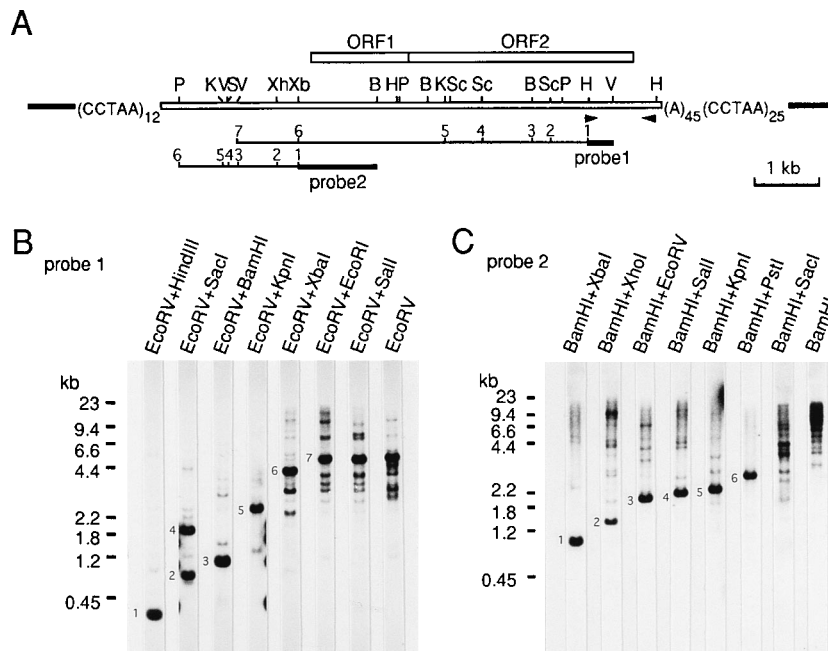 A
ORF1 ORF2
P K V S V Xh Xb B H P B K Sc Sc B Sc P H V H
(CCTAA)12 (A)45 (CCTAA)25
7 6 5 4 3 2 1
probe1
6 5 4 3 2 1
probe2
1 kb
B
probe 1
EcoRV+HindIII
EcoRV+SacI
EcoRV+BamHI
EcoRV+KpnI
EcoRV+XbaI
EcoRV+EcoRI
EcoRV+SalI
EcoRV
kb
23
9.4
6.6
4.4
2.2
1.8
1.2
0.45
1
2
4
3
5
6
7
C
probe 2
BamHI+XbaI
BamHI+XhoI
BamHI+EcoRV
BamHI+SalI
BamHI+KpnI
BamHI+PstI
BamHI+SacI
BamHI
kb
23
9.4
6.6
4.4
2.2
1.8
1.2
0.45
1
2
3
4
5
6